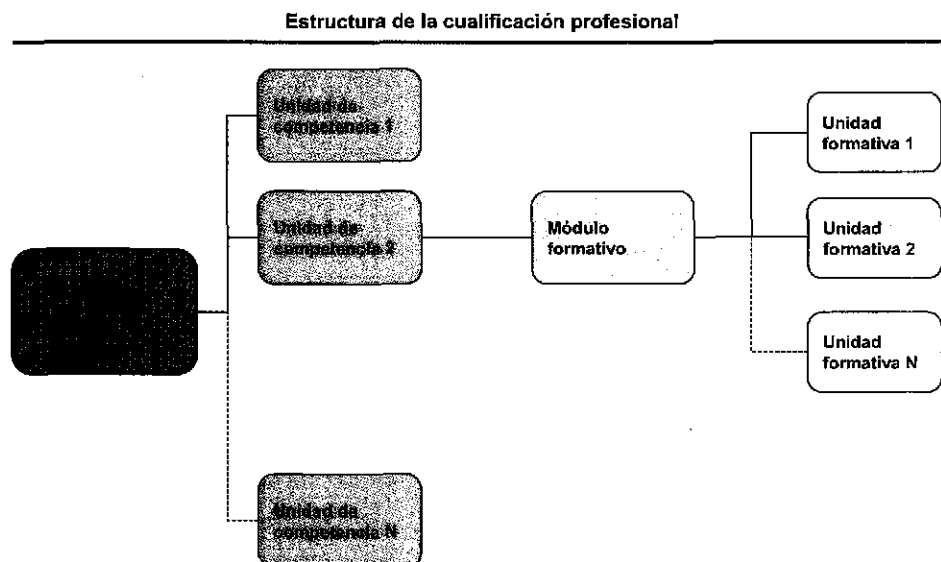 Estructura de la cualificación profesional
Unidad de
competencia 1
Unidad de
competencia 2
Unidad de
competencia N
Módulo
formativo
Unidad
formativa 1
Unidad
formativa 2
Unidad
formativa N